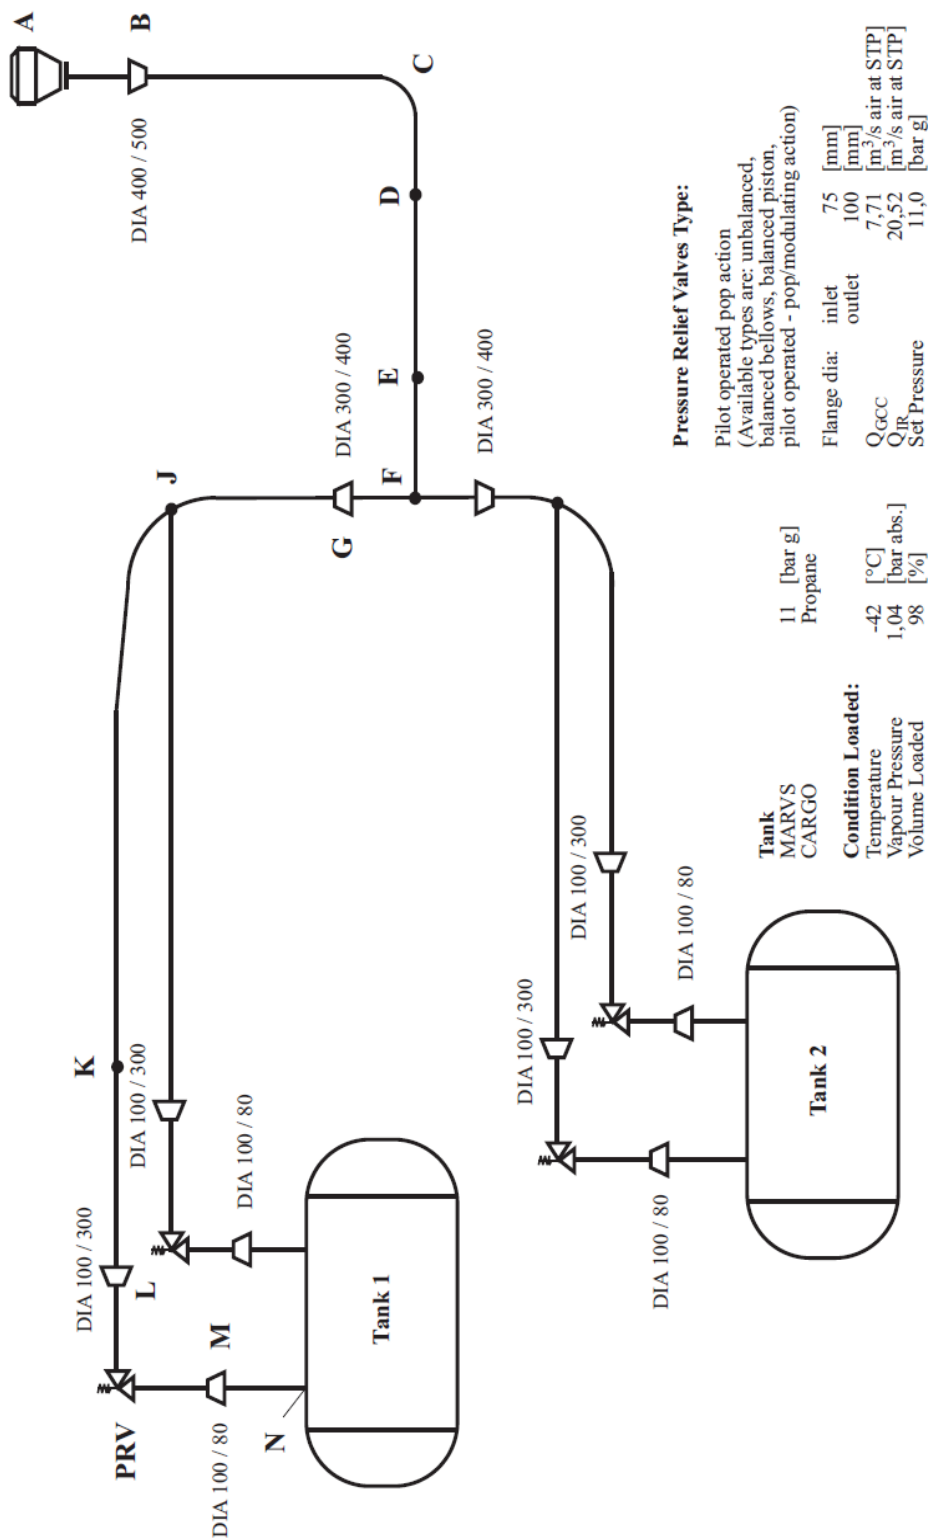 A
K
DIA 100 / 300
PRV
DIA 100 / 300
B
DIA 400 / 500
L
J
M
DIA 100 / 80
DIA 100 / 80
N
G
DIA 300 / 400
Tank 1
F
E
D
C
DIA 300 / 400
DIA 100 / 300
DIA 100 / 300
DIA 100 / 80
DIA 100 / 80
Tank 2
Tank
MARVS 11 [bar g]
CARGO Propane
Condition Loaded:
Temperature -42 [°C]
Vapour Pressure 1,04 [bar abs.]
Volume Loaded 98 [%]
Pressure Relief Valves Type:
Pilot operated pop action
(Available types are: unbalanced,
balanced bellows, balanced piston,
pilot operated - pop/modulating action)
Flange dia: inlet 75 [mm]
outlet 100 [mm]
QGCC 7,71 [m³/s air at STP]
QIR 20,52 [m³/s air at STP]
Set Pressure 11,0 [bar g]